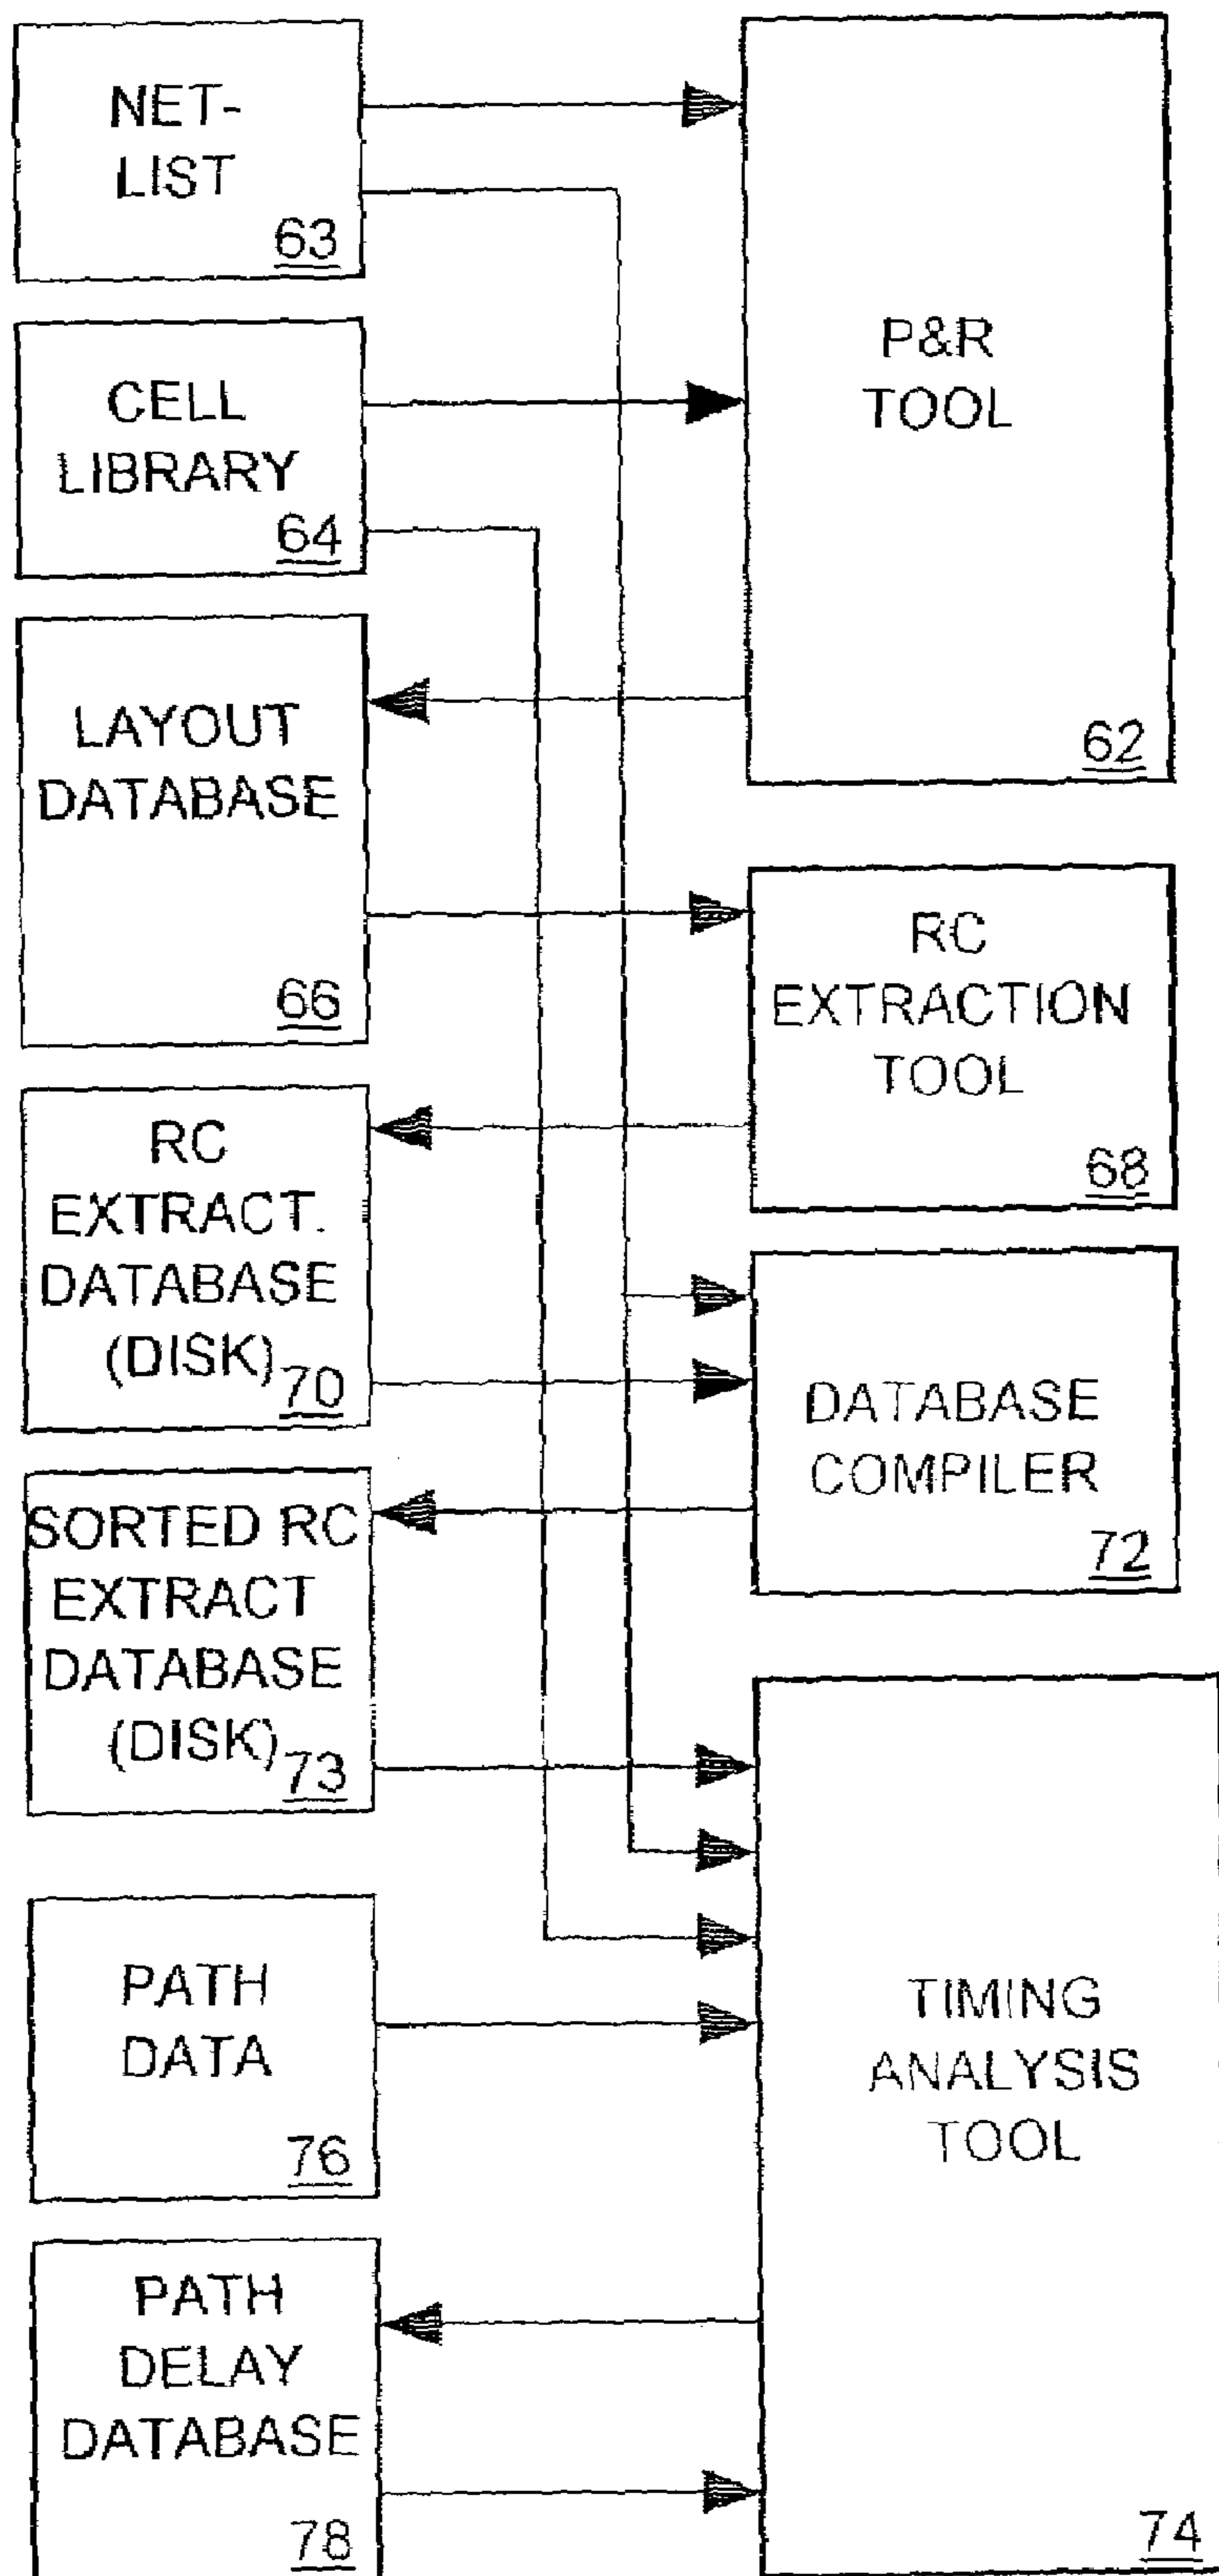 NET-
LIST
63
P&R
TOOL
62
CELL
LIBRARY
64
LAYOUT
DATABASE
66
RC
EXTRACTION
TOOL
68
RC
EXTRACT.
DATABASE
(DISK)
70
DATABASE
COMPILER
72
SORTED RC
EXTRACT
DATABASE
(DISK)
73
PATH
DATA
76
TIMING
ANALYSIS
TOOL
74
PATH
DELAY
DATABASE
78